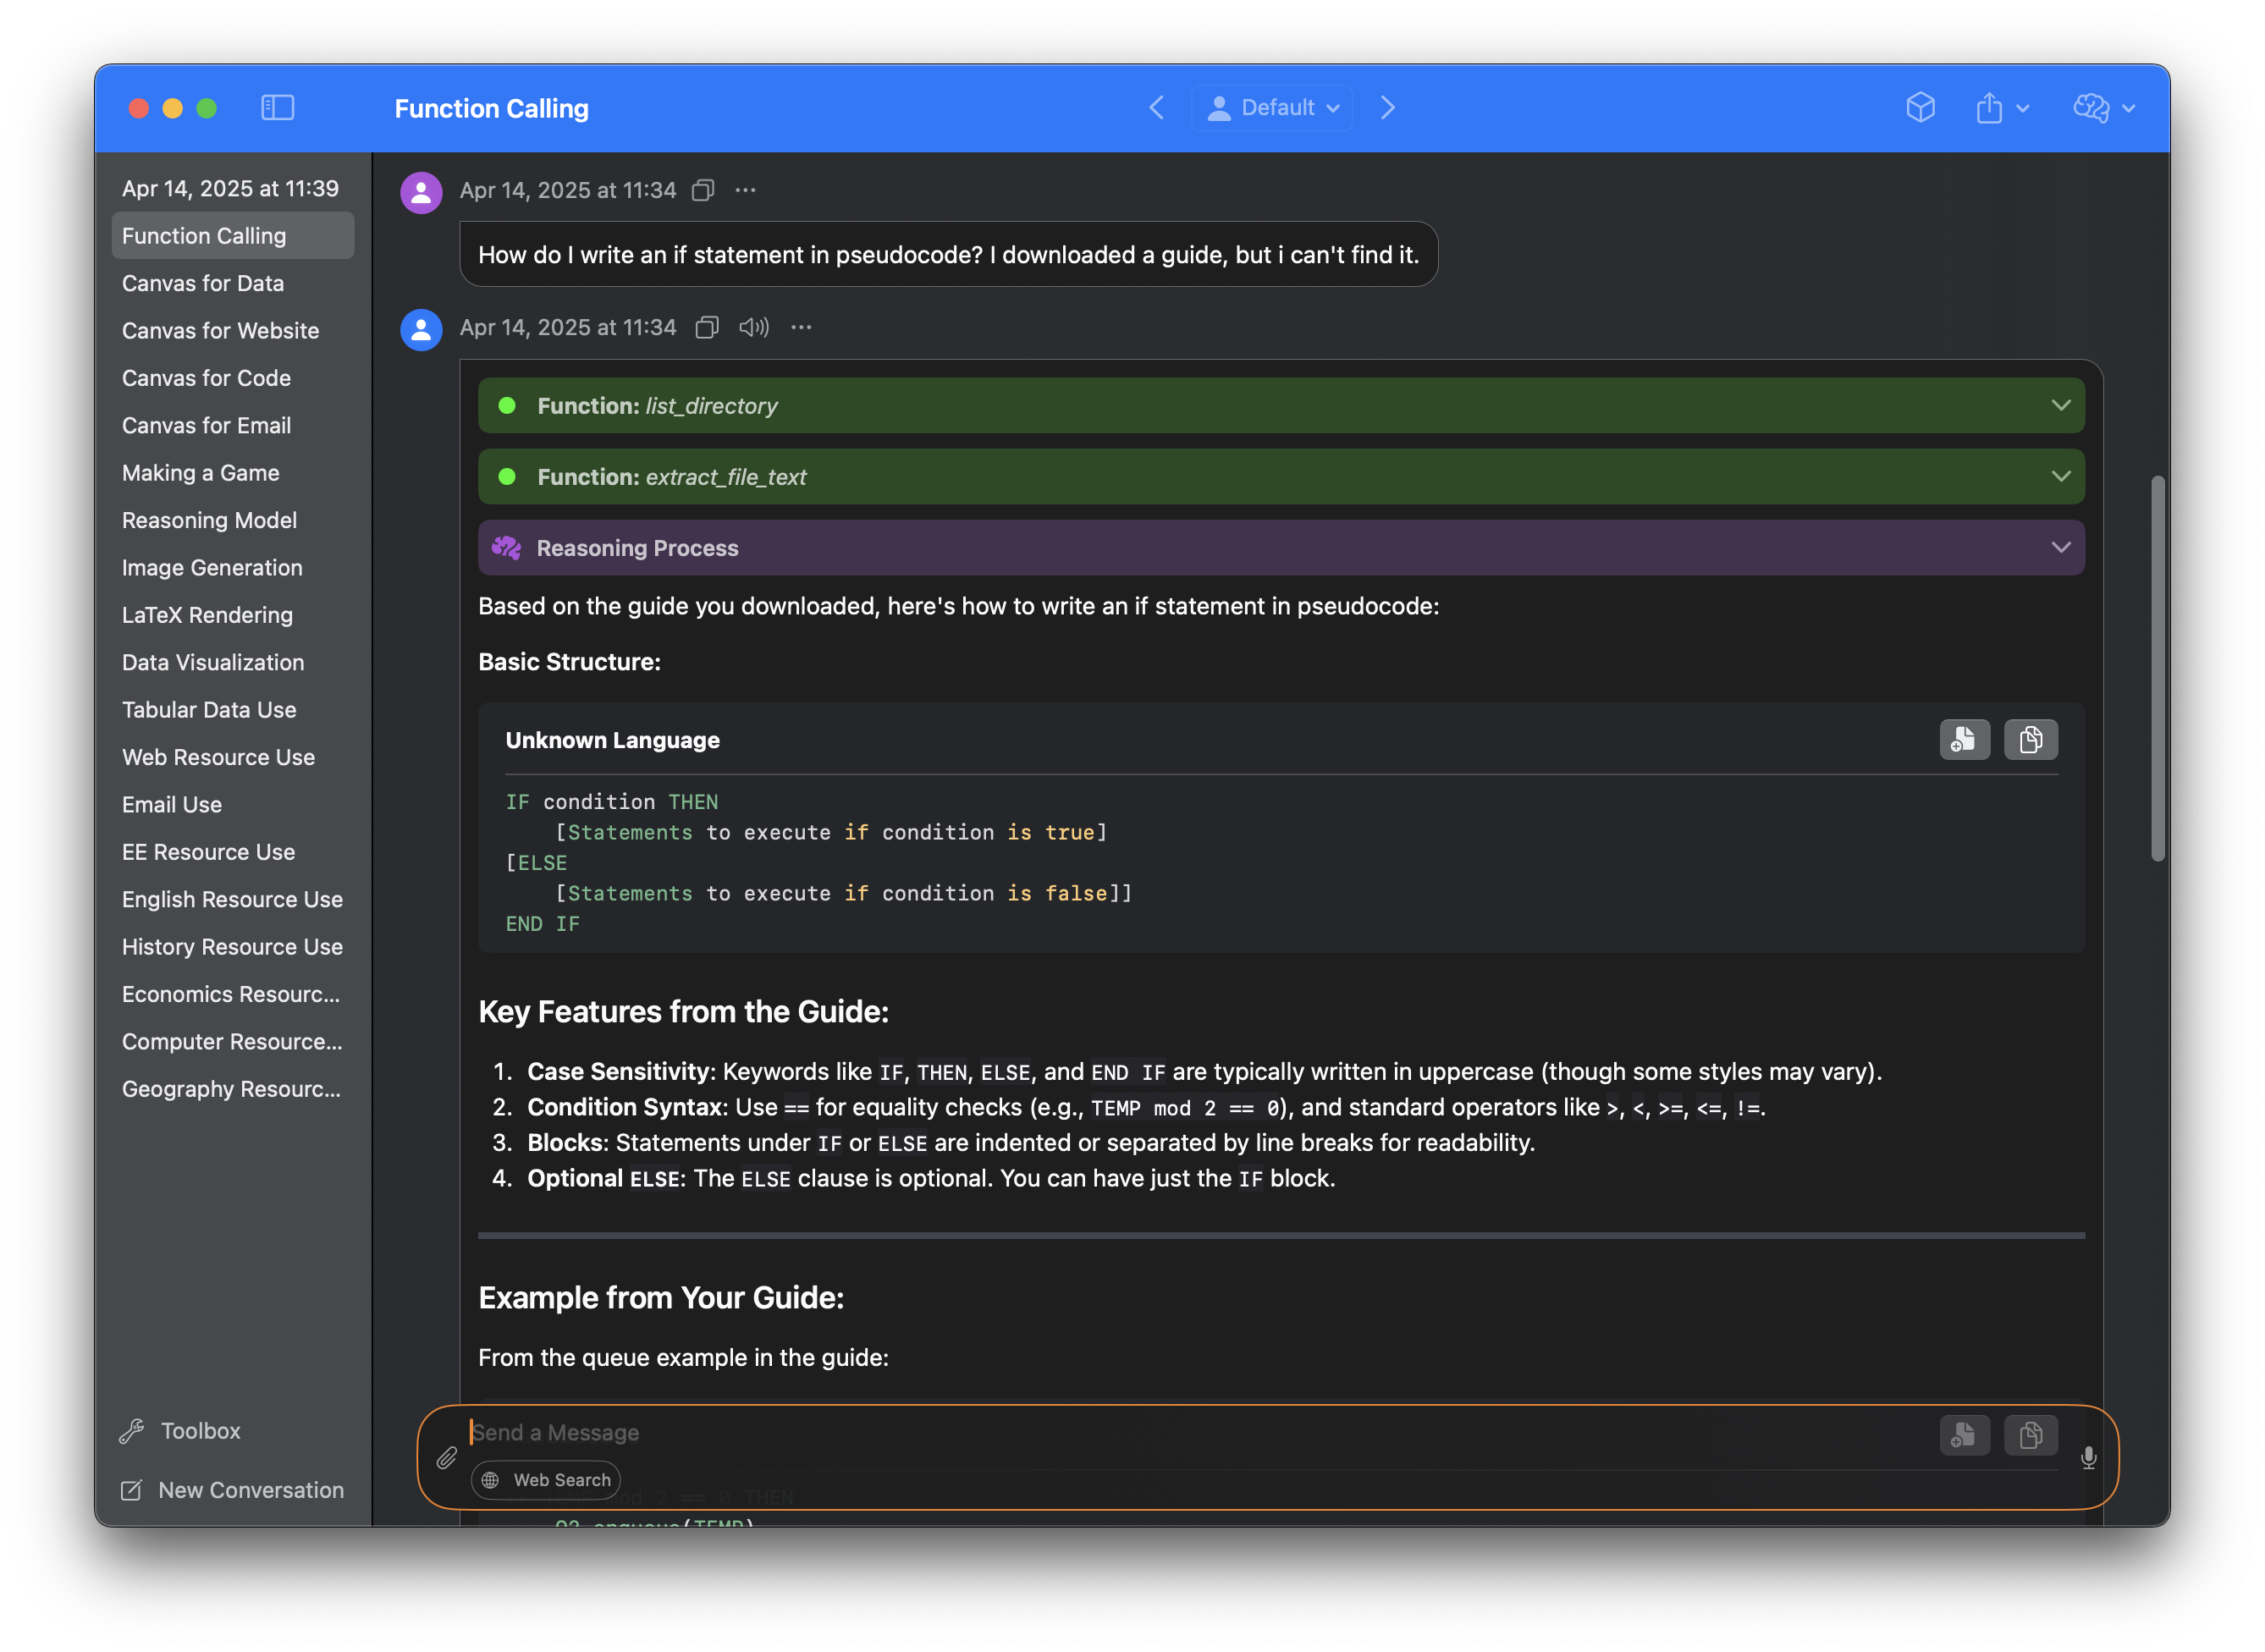 Function Calling
Default
Apr 14, 2025 at 11:39
Function Calling
Canvas for Data
Canvas for Website
Canvas for Code
Canvas for Email
Making a Game
Reasoning Model
Image Generation
LaTeX Rendering
Data Visualization
Tabular Data Use
Web Resource Use
Email Use
EE Resource Use
English Resource Use
History Resource Use
Economics Resourc...
Computer Resource...
Geography Resourc...
Toolbox
New Conversation
Apr 14, 2025 at 11:34
How do I write an if statement in pseudocode? I downloaded a guide, but i can't find it.
Apr 14, 2025 at 11:34
Function: list_directory
Function: extract_file_text
Reasoning Process
Based on the guide you downloaded, here's how to write an if statement in pseudocode:
Basic Structure:
Unknown Language
IF condition THEN
[Statements to execute if condition is true]
[ELSE
[Statements to execute if condition is false]]
END IF
Key Features from the Guide:
1. Case Sensitivity: Keywords like IF, THEN, ELSE, and END IF are typically written in uppercase (though some styles may vary).
2. Condition Syntax: Use == for equality checks (e.g., TEMP mod 2 == 0), and standard operators like >, <, >=, <=, !=.
3. Blocks: Statements under IF or ELSE are indented or separated by line breaks for readability.
4. Optional ELSE: The ELSE clause is optional. You can have just the IF block.
Example from Your Guide:
From the queue example in the guide:
Send a Message
Web Search
mod 2 == 0 THEN